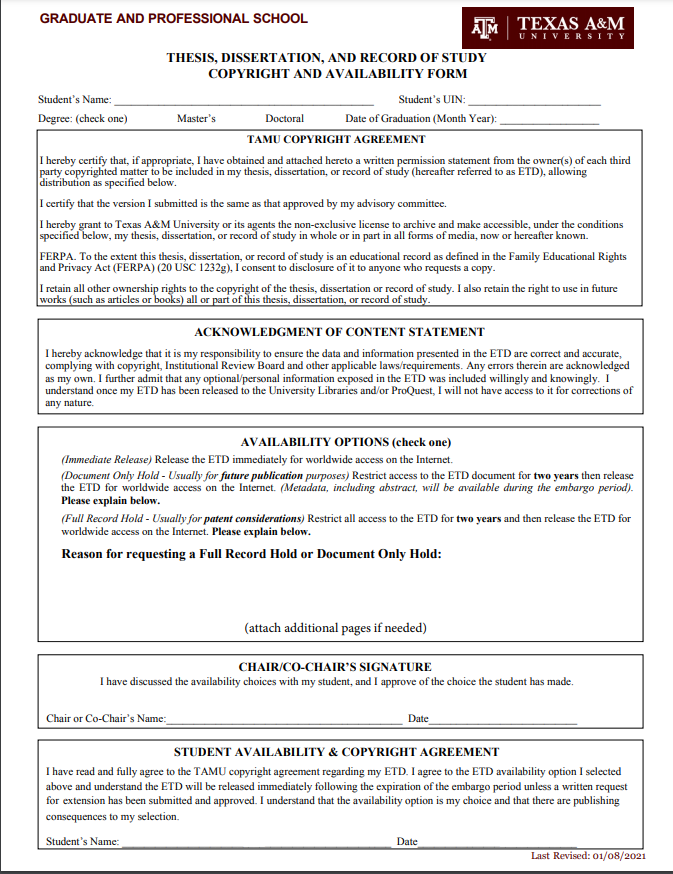 GRADUATE AND PROFESSIONAL SCHOOL
ATM | TEXAS A&M
UNIVERSITY
THESIS, DISSERTATION, AND RECORD OF STUDY
COPYRIGHT AND AVAILABILITY FORM
Student's Name: ___ Student's UIN: ___
Degree: (check one) Master's Doctoral Date of Graduation (Month Year): ___
TAMU COPYRIGHT AGREEMENT
I hereby certify that, if appropriate, I have obtained and attached hereto a written permission statement from the owner(s) of each third
party copyrighted matter to be included in my thesis, dissertation, or record of study (hereafter referred to as ETD), allowing
distribution as specified below.
I certify that the version I submitted is the same as that approved by my advisory committee.
I hereby grant to Texas A&M University or its agents the non-exclusive license to archive and make accessible, under the conditions
specified below, my thesis, dissertation, or record of study in whole or in part in all forms of media, now or hereafter known.
FERPA. To the extent this thesis, dissertation, or record of study is an educational record as defined in the Family Educational Rights
and Privacy Act (FERPA) (20 USC 1232g), I consent to disclosure of it to anyone who requests a copy.
I retain all other ownership rights to the copyright of the thesis, dissertation or record of study. I also retain the right to use in future
works (such as articles or books) all or part of this thesis, dissertation, or record of study.
ACKNOWLEDGMENT OF CONTENT STATEMENT
I hereby acknowledge that it is my responsibility to ensure the data and information presented in the ETD are correct and accurate,
complying with copyright, Institutional Review Board and other applicable laws/requirements. Any errors therein are acknowledged
as my own. I further admit that any optional/personal information exposed in the ETD was included willingly and knowingly. I
understand once my ETD has been released to the University Libraries and/or ProQuest, I will not have access to it for corrections of
any nature.
AVAILABILITY OPTIONS (check one)
(Immediate Release) Release the ETD immediately for worldwide access on the Internet.
(Document Only Hold - Usually for future publication purposes) Restrict access to the ETD document for two years then release
the ETD for worldwide access on the Internet. (Metadata, including abstract, will be available during the embargo period).
Please explain below.
(Full Record Hold - Usually for patent considerations) Restrict all access to the ETD for two years and then release the ETD for
worldwide access on the Internet. Please explain below.
Reason for requesting a Full Record Hold or Document Only Hold:
(attach additional pages if needed)
CHAIR/CO-CHAIR'S SIGNATURE
I have discussed the availability choices with my student, and I approve of the choice the student has made.
Chair or Co-Chair's Name: ___ Date ___
STUDENT AVAILABILITY & COPYRIGHT AGREEMENT
I have read and fully agree to the TAMU copyright agreement regarding my ETD. I agree to the ETD availability option I selected
above and understand the ETD will be released immediately following the expiration of the embargo period unless a written request
for extension has been submitted and approved. I understand that the availability option is my choice and that there are publishing
consequences to my selection.
Student's Name: ___ Date ___
Last Revised: 01/08/2021